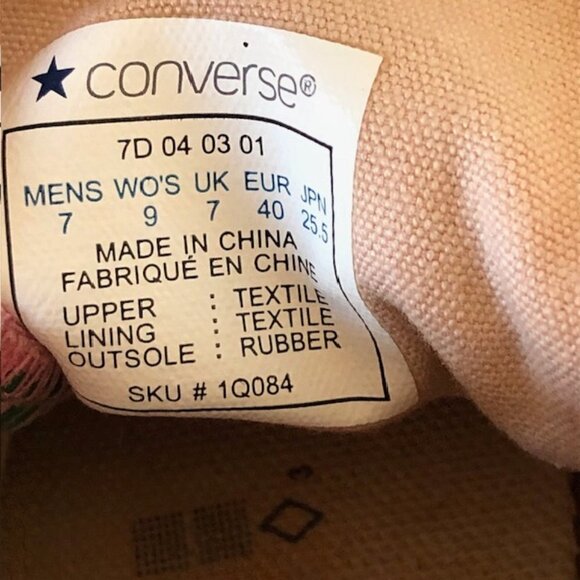 ★ converse®
7D 04 03 01
MENS WO'S UK EUR JPN
7 9 7 40 25.5
MADE IN CHINA
FABRIQUÉ EN CHINE
UPPER : TEXTILE
LINING : TEXTILE
OUTSOLE : RUBBER
SKU # 1Q084